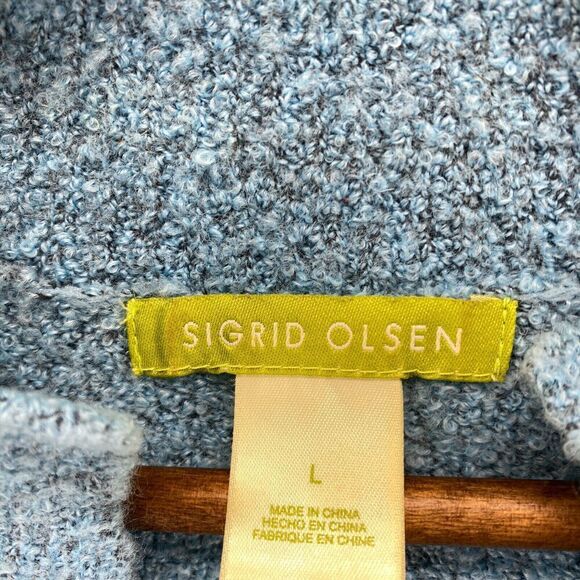 SIGRID OLSEN
L
MADE IN CHINA
HECHO EN CHINA
FABRIQUE EN CHINE